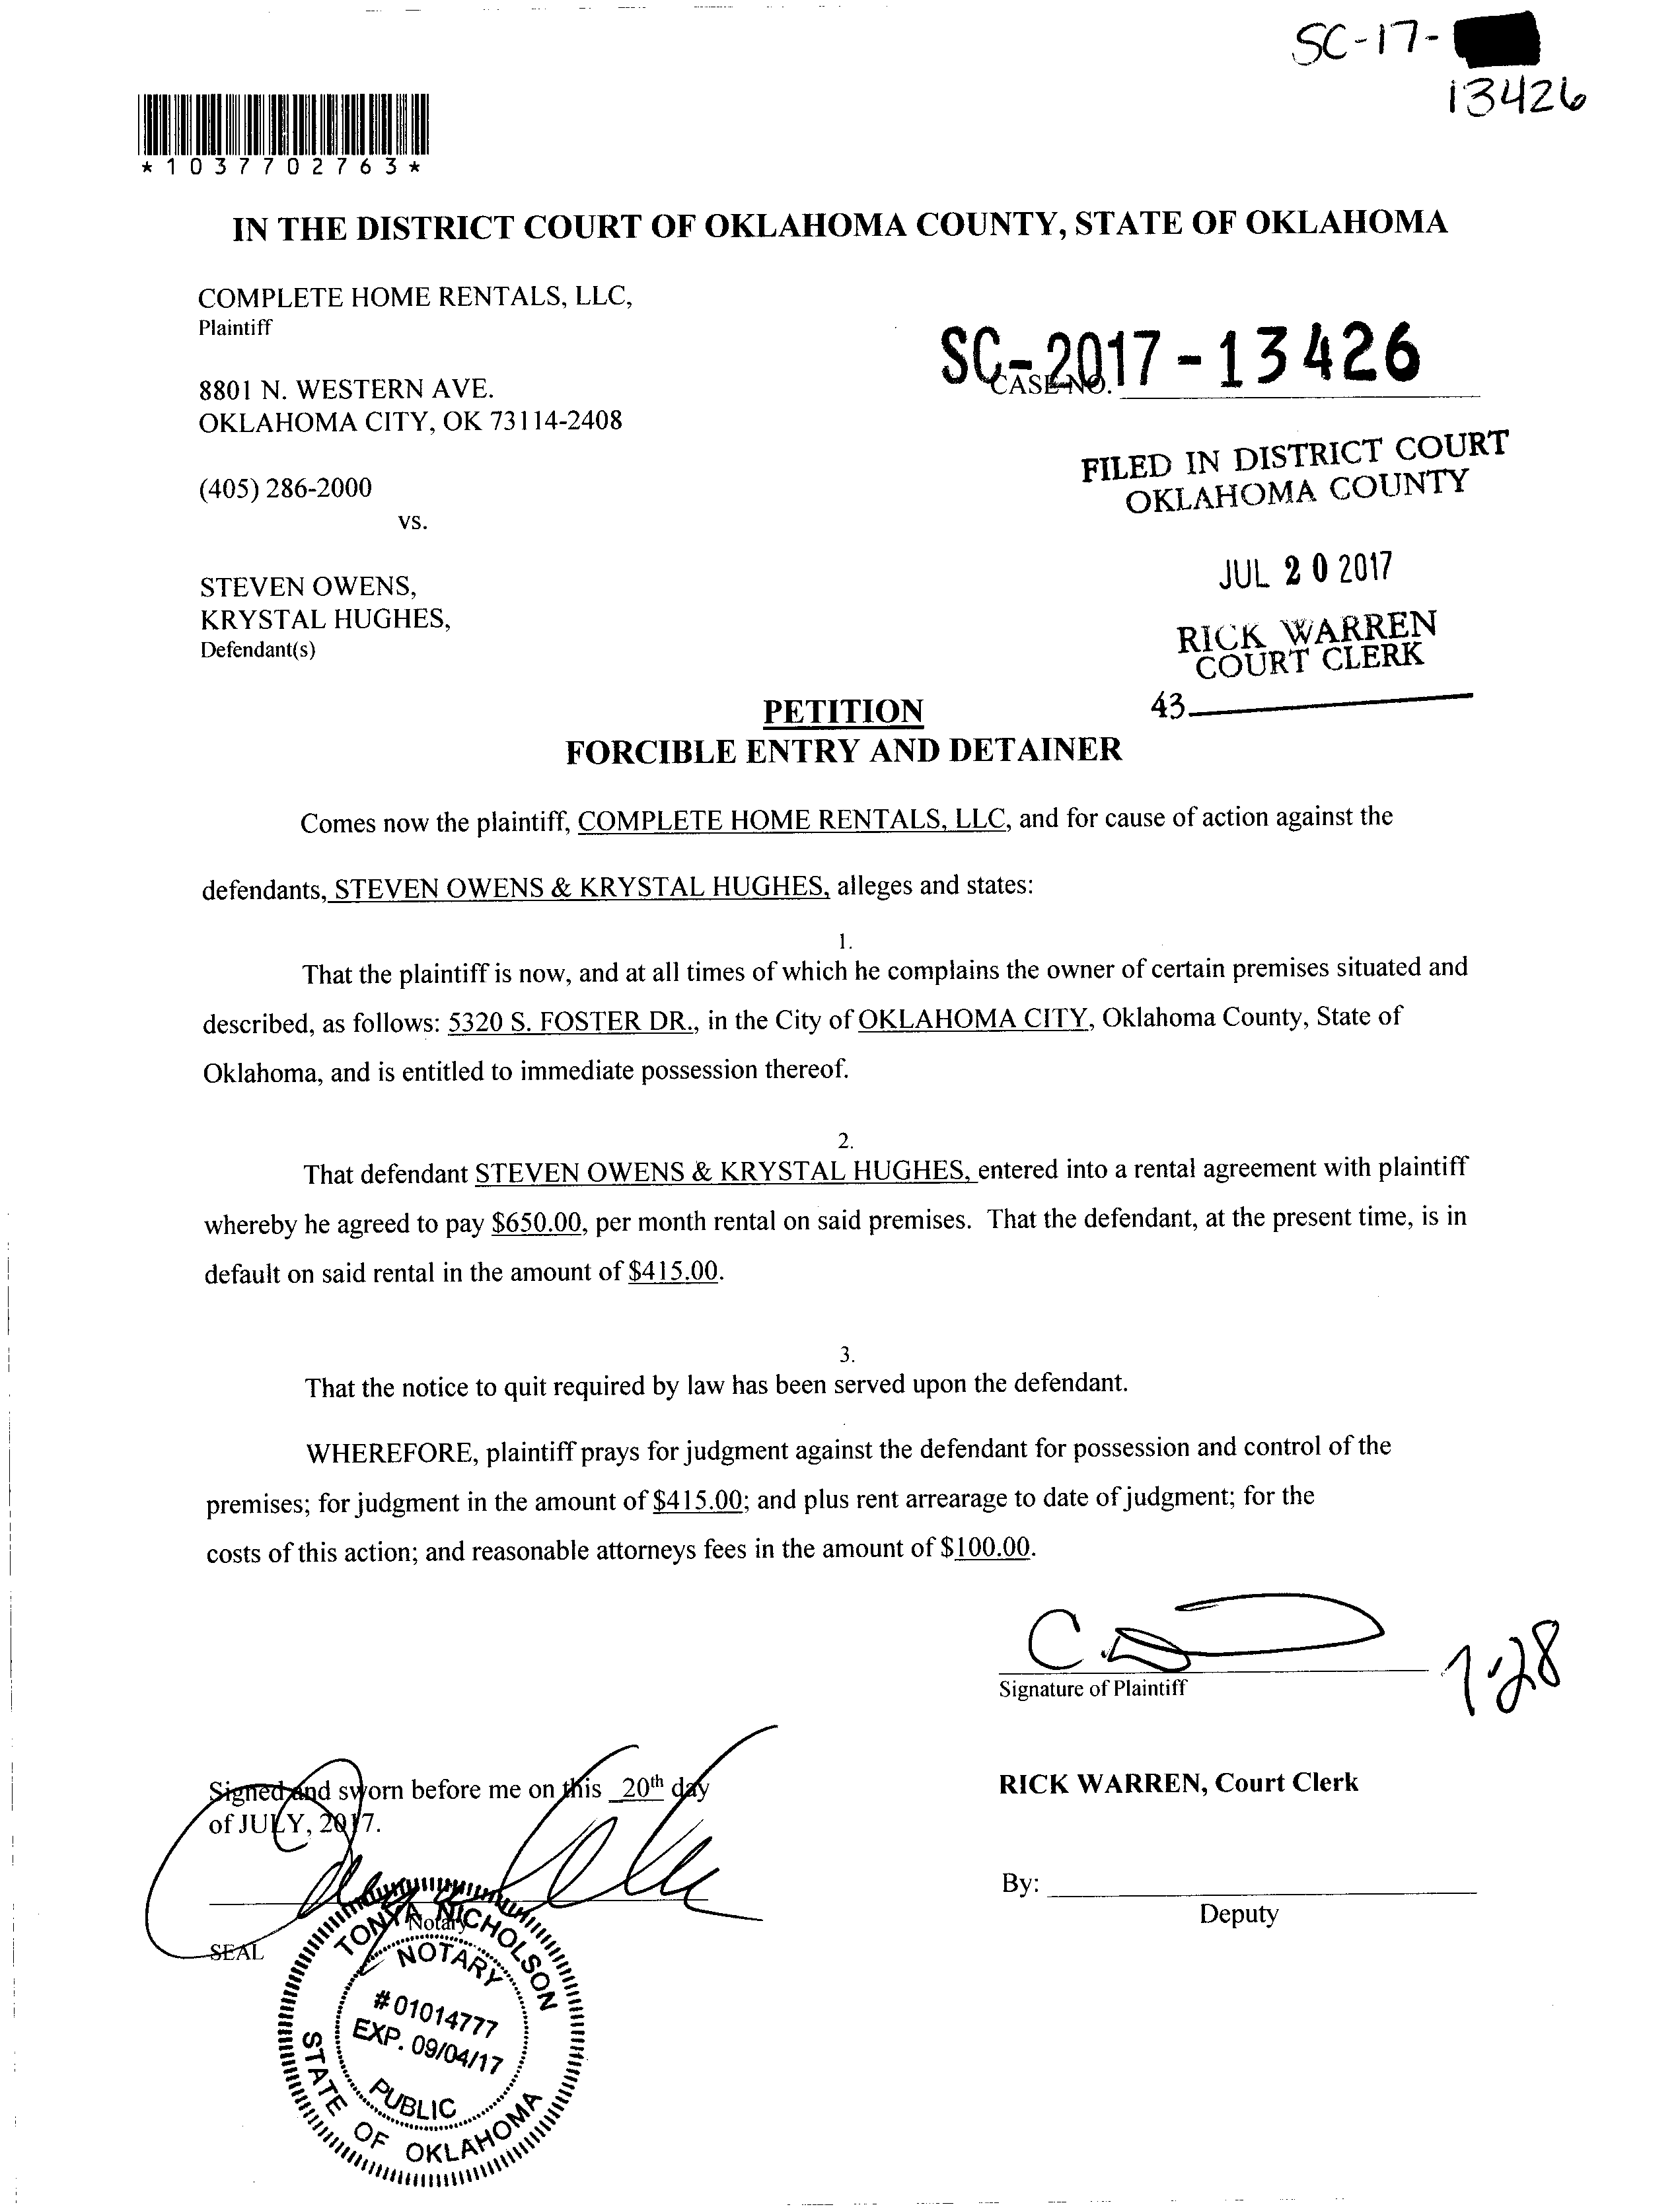 SC-17-
13426
*1037702763*
IN THE DISTRICT COURT OF OKLAHOMA COUNTY, STATE OF OKLAHOMA
COMPLETE HOME RENTALS, LLC,
Plaintiff
SC-2017-13426
CASE NO.
8801 N. WESTERN AVE.
OKLAHOMA CITY, OK 73114-2408
FILED IN DISTRICT COURT
OKLAHOMA COUNTY
(405) 286-2000
vs.
JUL 20 2017
STEVEN OWENS,
KRYSTAL HUGHES,
Defendant(s)
RICK WARREN
COURT CLERK
43
PETITION
FORCIBLE ENTRY AND DETAINER
Comes now the plaintiff, COMPLETE HOME RENTALS, LLC, and for cause of action against the
defendants, STEVEN OWENS & KRYSTAL HUGHES, alleges and states:
1.
That the plaintiff is now, and at all times of which he complains the owner of certain premises situated and
described, as follows: 5320 S. FOSTER DR., in the City of OKLAHOMA CITY, Oklahoma County, State of
Oklahoma, and is entitled to immediate possession thereof.
2.
That defendant STEVEN OWENS & KRYSTAL HUGHES, entered into a rental agreement with plaintiff
whereby he agreed to pay $650.00, per month rental on said premises. That the defendant, at the present time, is in
default on said rental in the amount of $415.00.
3.
That the notice to quit required by law has been served upon the defendant.
WHEREFORE, plaintiff prays for judgment against the defendant for possession and control of the
premises; for judgment in the amount of $415.00; and plus rent arrearage to date of judgment; for the
costs of this action; and reasonable attorneys fees in the amount of $100.00.
Signature of Plaintiff
7-28
Signed and sworn before me on this 20th day
of JULY, 2017.
RICK WARREN, Court Clerk
By:
Deputy
Notary
SEAL
TONYA NICHOLSON
NOTARY
#01014777
EXP. 09/04/17
PUBLIC
STATE OF OKLAHOMA